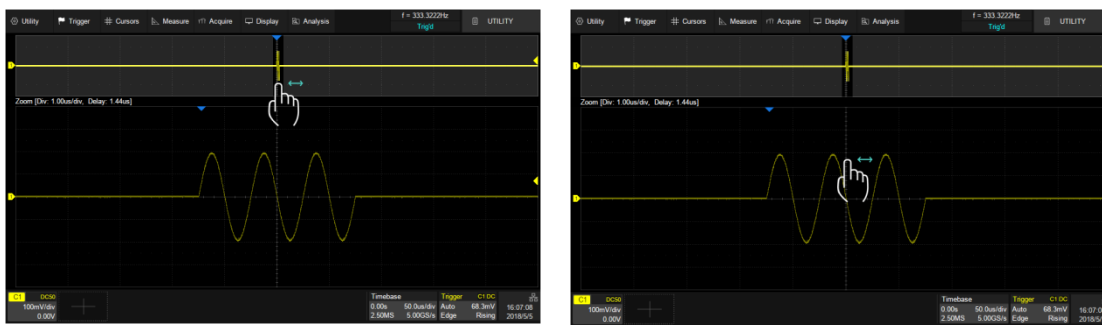 Utility Trigger Cursors Measure Acquire Display Analysis f = 333.3222Hz Trig'd UTILITY
D
Zoom [Div: 1.00us/div, Delay: 1.44us]
D
C1 DC50
100mV/div
0.00V
Timebase
0.00s 50.0us/div
2.50MS 5.00GS/s
Trigger C1 DC
Auto 68.3mV
Edge Rising
16:07:08
2018/5/5
Utility Trigger Cursors Measure Acquire Display Analysis f = 333.3222Hz Trig'd UTILITY
Zoom [Div: 1.00us/div, Delay: 1.44us]
C1 DC50
100mV/div
0.00V
Timebase
0.00s 50.0us/div
2.50MS 5.00GS/s
Trigger C1 DC
Auto 68.3mV
Edge Rising
16:07:0
2018/5/5